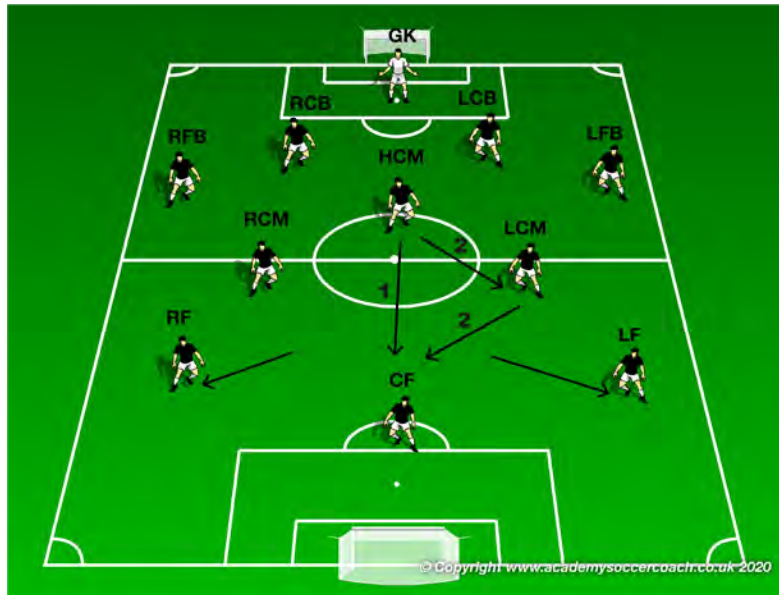 GK
RCB
LCB
RFB
LFB
HCM
RCM
LCM
2
1
2
RF
LF
CF
© Copyright www.academysoccercoach.co.uk 2020